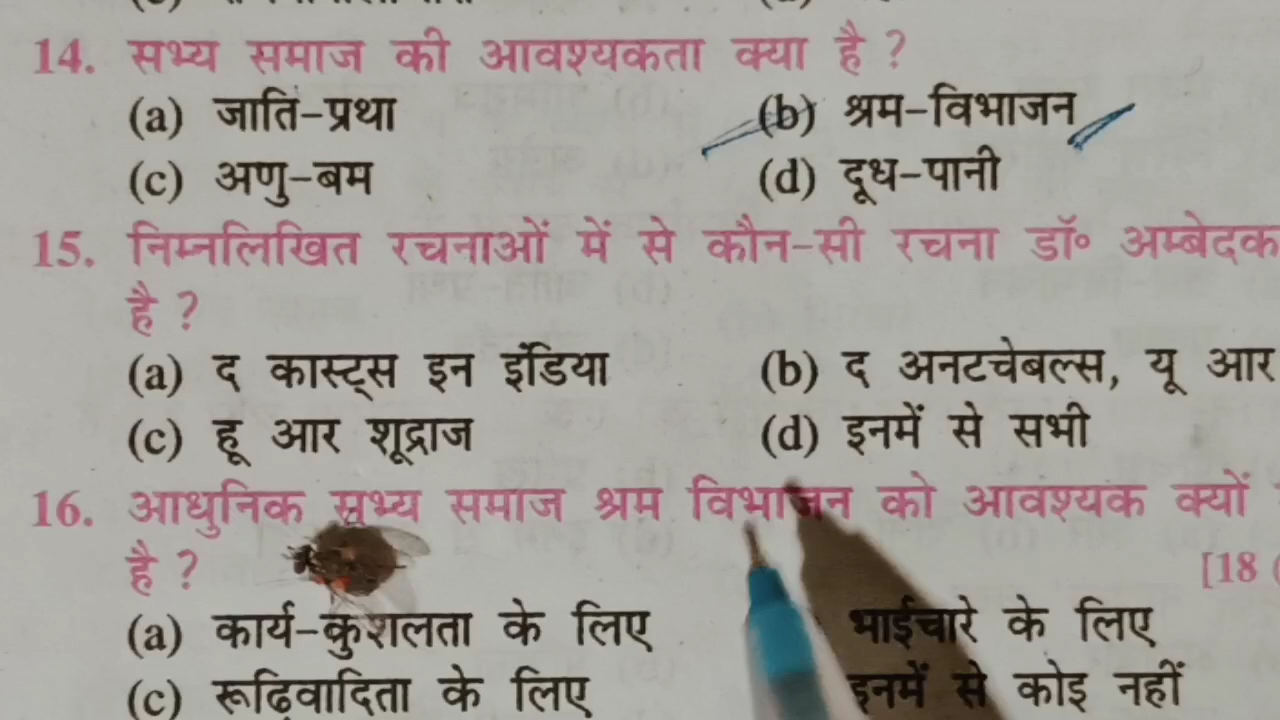 14. सभ्य समाज की आवश्यकता क्या है ?
(a) जाति-प्रथा (b) श्रम-विभाजन
(c) अणु-बम (d) दूध-पानी
15. निम्नलिखित रचनाओं में से कौन-सी रचना डॉ० अम्बेदक
है ?
(a) द कास्ट्स इन इंडिया (b) द अनटचेबल्स, यू आर
(c) हू आर शूद्राज (d) इनमें से सभी
16. आधुनिक सभ्य समाज श्रम विभाजन को आवश्यक क्यों
है ? [18
(a) कार्य-कुशलता के लिए भाईचारे के लिए
(c) रूढ़िवादिता के लिए इनमें से कोइ नहीं